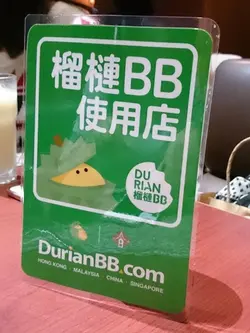 榴槤BB
使用店
DU
RIAN
榴槤BB
DurianBB.com
HONG KONG · MALAYSIA · CHINA · SINGAPORE